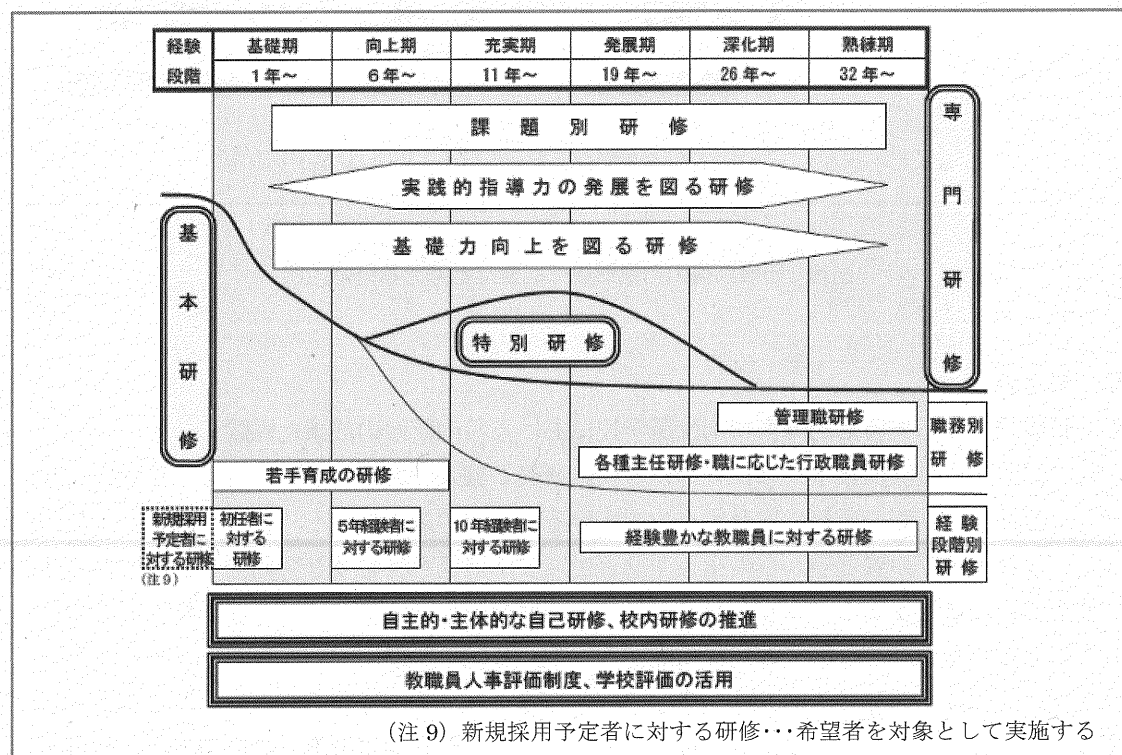 経験 基礎期 向上期 充実期 発展期 深化期 熟練期
段階 1年～ 6年～ 11年～ 19年～ 26年～ 32年～
課題別研修
実践的指導力の発展を図る研修
基礎力向上を図る研修
専門研修
基本研修
特別研修
管理職研修
職務別
研修
各種主任研修・職に応じた行政職員研修
若手育成の研修
新規採用
予定者に
対する研修
(注9)
初任者に
対する
研修
5年経験者に
対する研修
10年経験者に
対する研修
経験豊かな教職員に対する研修
経験
段階別
研修
自主的・主体的な自己研修、校内研修の推進
教職員人事評価制度、学校評価の活用
(注9) 新規採用予定者に対する研修･･･希望者を対象として実施する